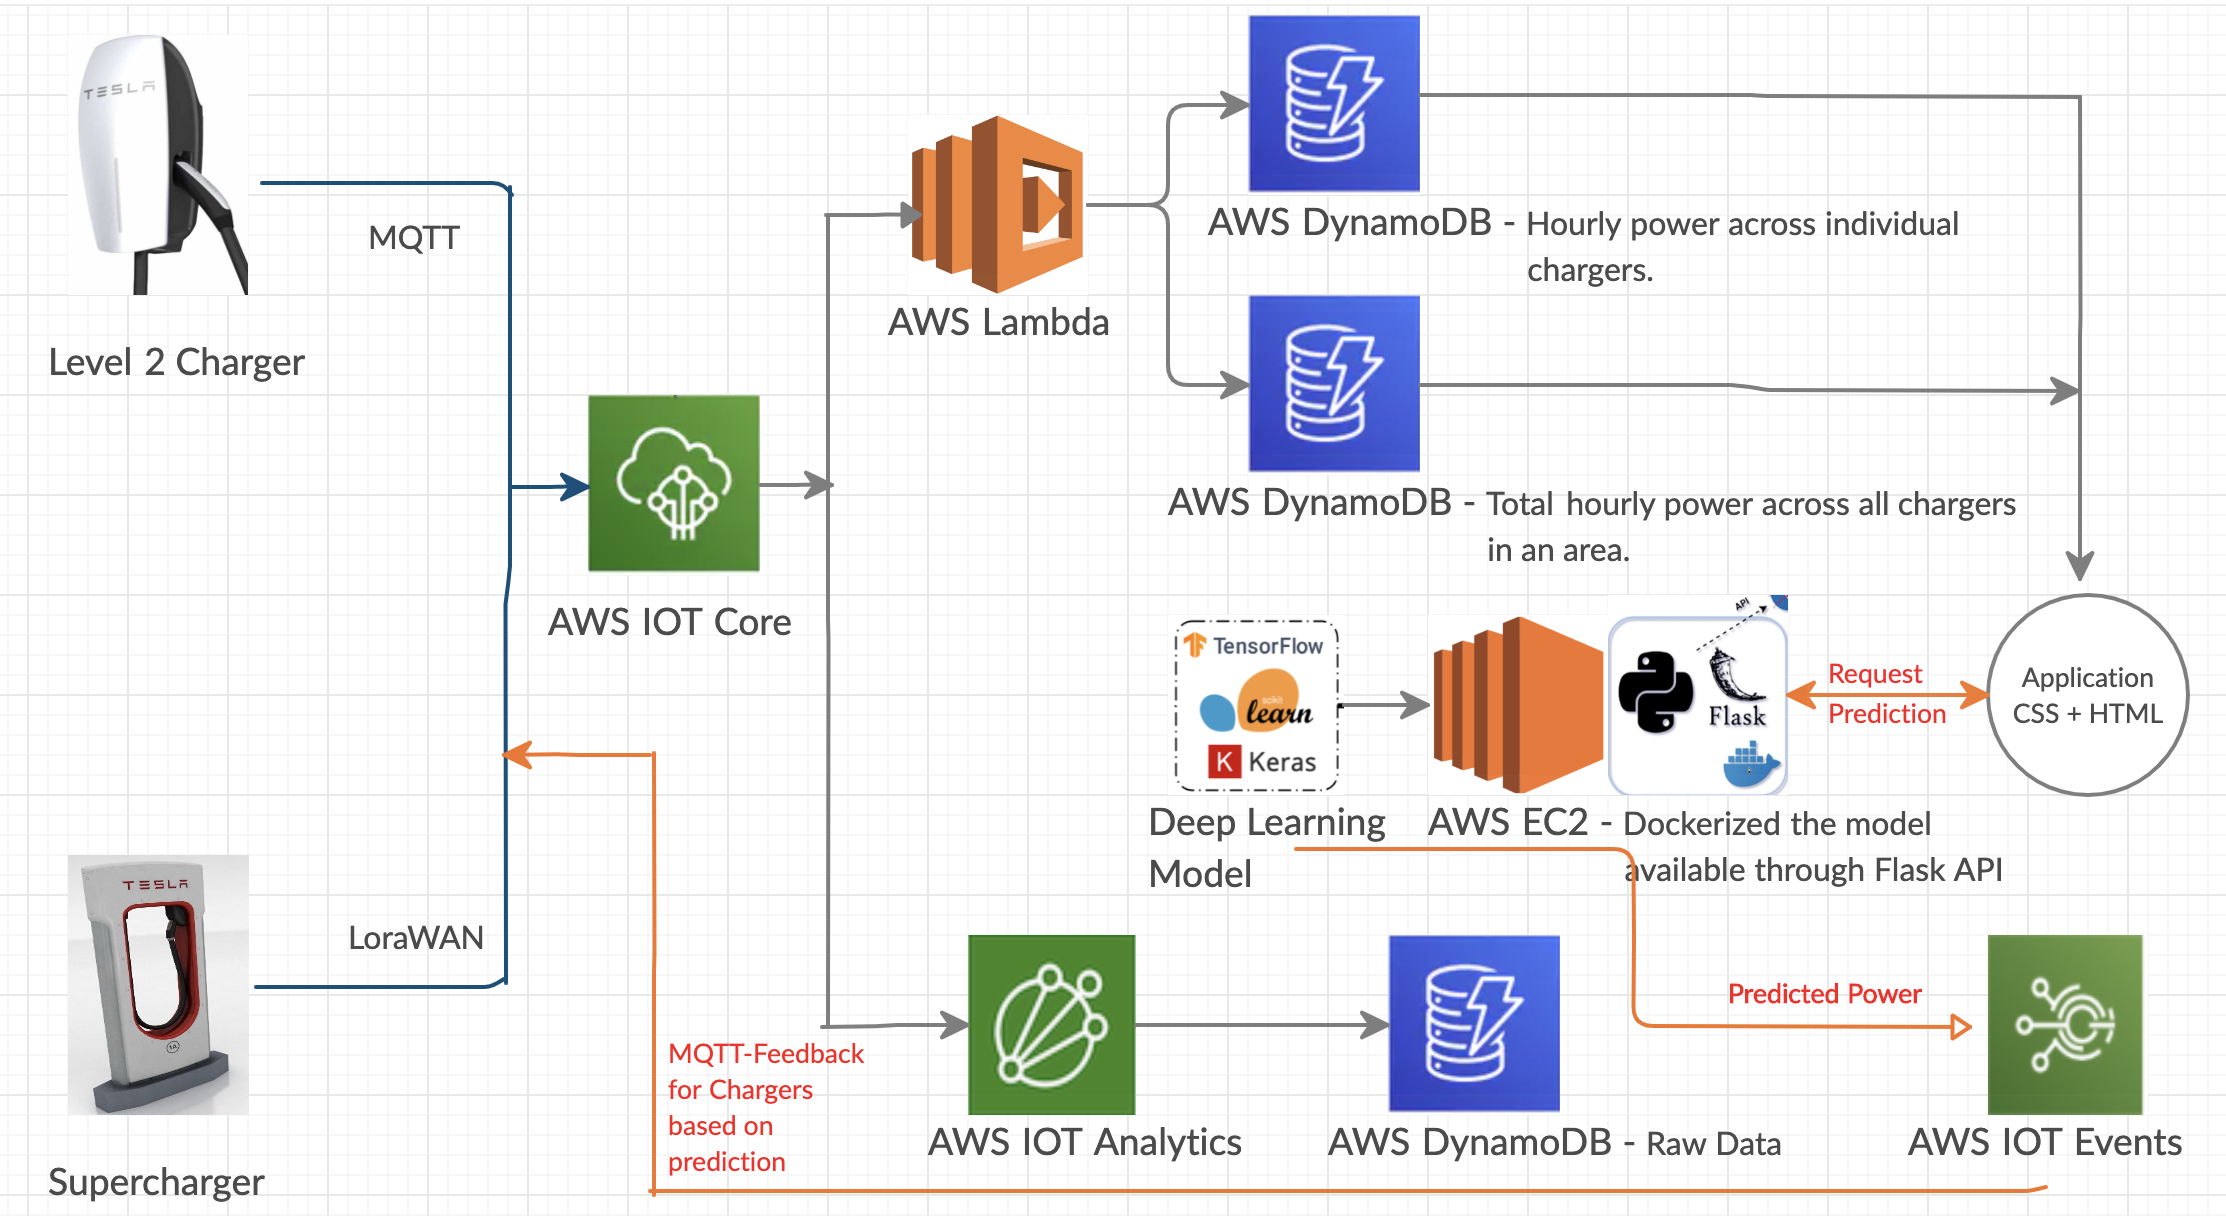 TESLA
MQTT
Level 2 Charger
AWS IOT Core
AWS Lambda
AWS DynamoDB - Hourly power across individual
chargers.
AWS DynamoDB - Total hourly power across all chargers
in an area.
TensorFlow
scikit
learn
K Keras
Deep Learning
Model
API
Flask
AWS EC2 - Dockerized the model
available through Flask API
Request
Prediction
Application
CSS + HTML
TESLA
LoraWAN
Supercharger
MQTT-Feedback
for Chargers
based on
prediction
AWS IOT Analytics
AWS DynamoDB - Raw Data
Predicted Power
AWS IOT Events